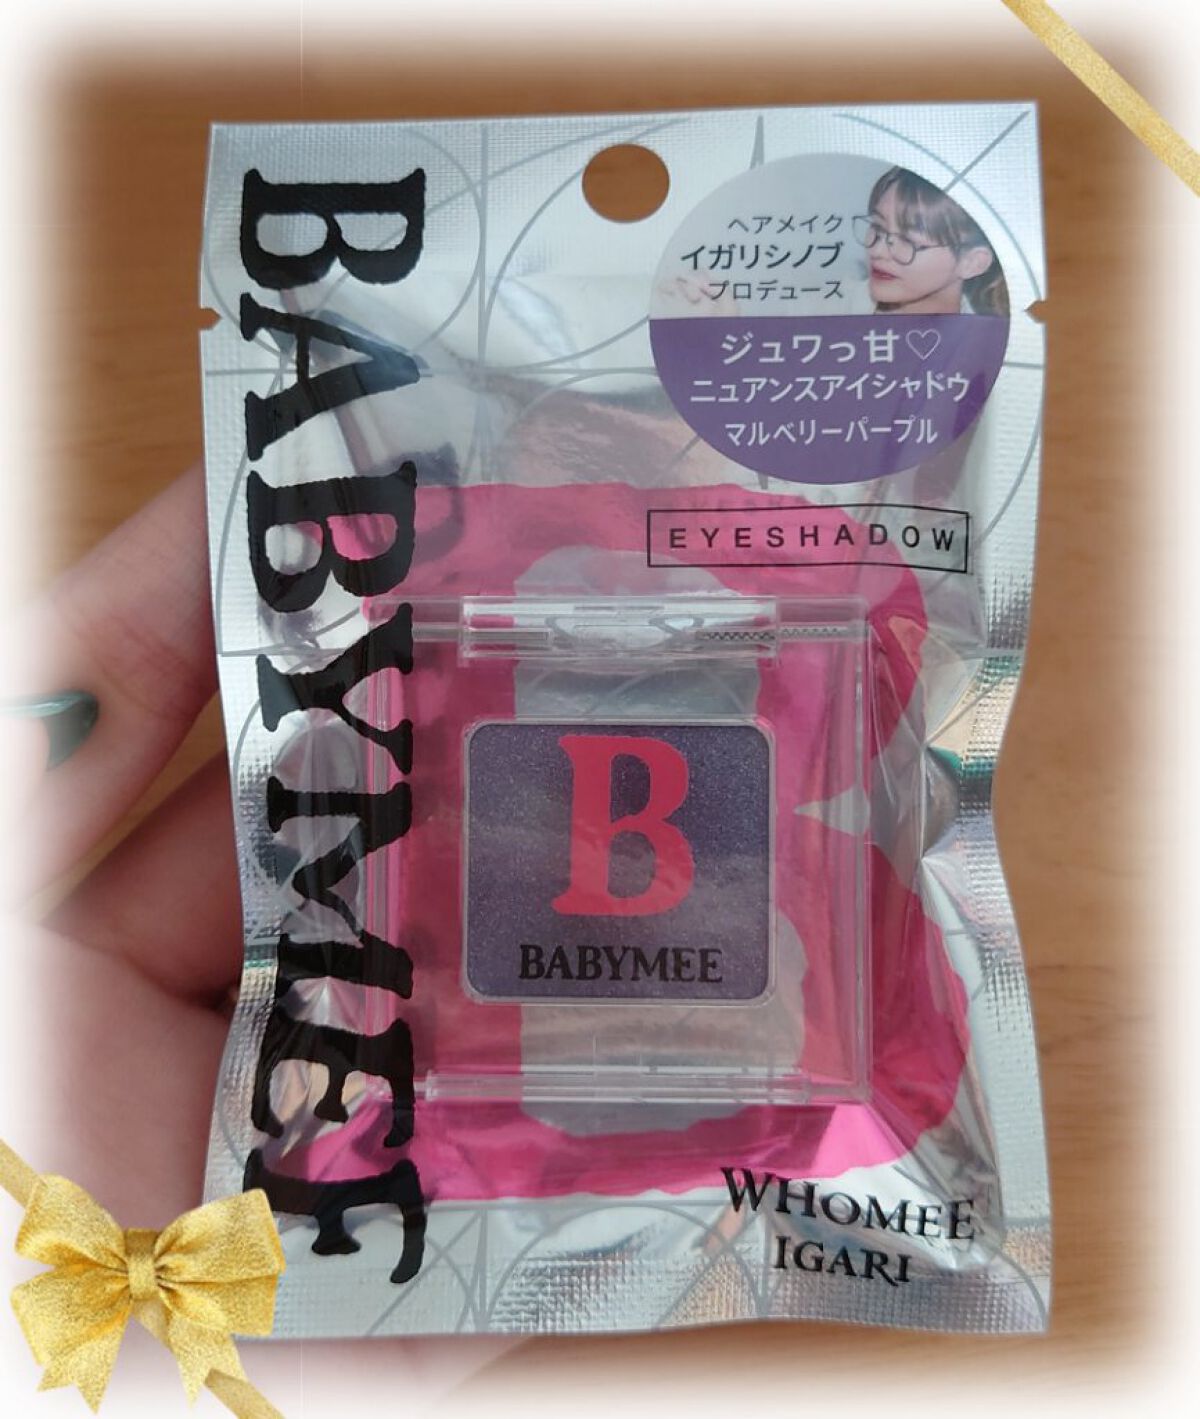 BABYMEE
ヘアメイク
イガリシノブ
プロデュース
ジュワっ甘♡
ニュアンスアイシャドウ
マルベリーパープル
EYESHADOW
B
BABYMEE
WHOMEE
IGARI